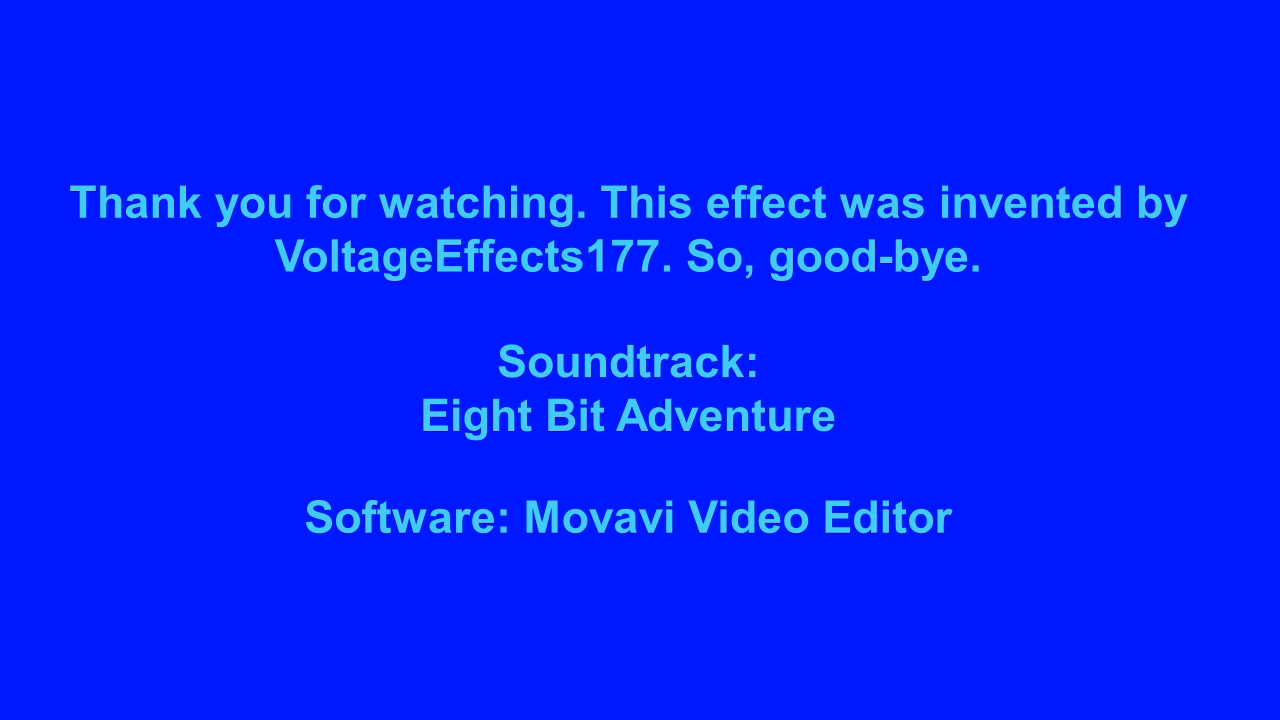 Thank you for watching. This effect was invented by
VoltageEffects177. So, good-bye.
Soundtrack:
Eight Bit Adventure
Software: Movavi Video Editor